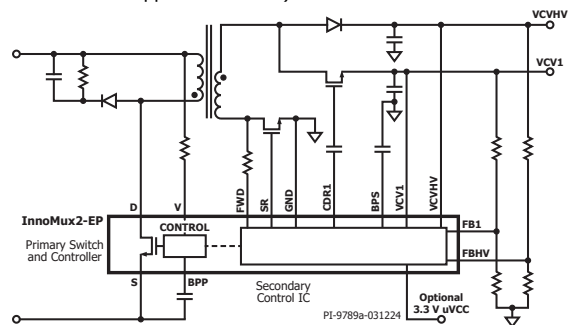 VCVHV
VCV1
D
V
FWD
SR
GND
CDR1
BPS
VCV1
VCVHV
InnoMux2-EP
CONTROL
FB1
Primary Switch
and Controller
FBHV
S
BPP
Secondary
Control IC
Optional
3.3 V uVCC
PI-9789a-031224